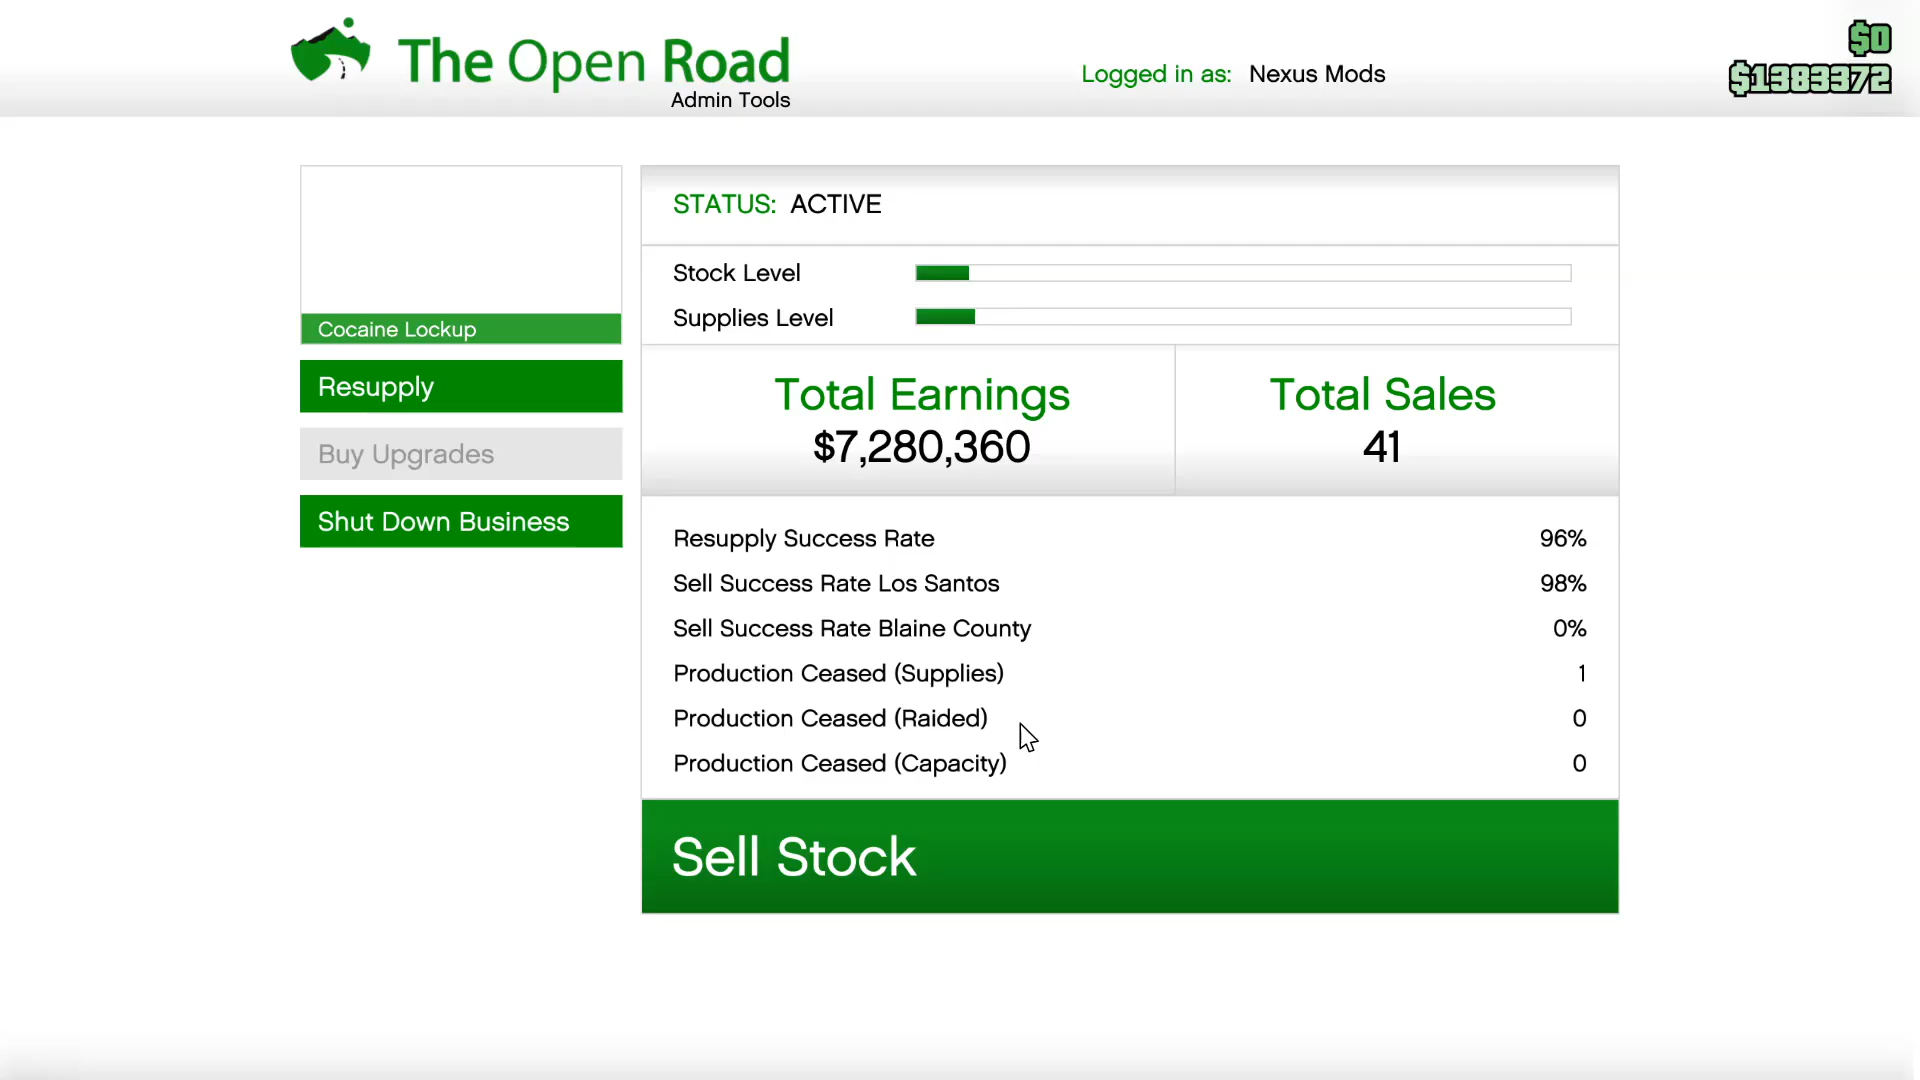 The Open Road
Admin Tools
Logged in as: Nexus Mods
$0
$1383372
Cocaine Lockup
Resupply
Buy Upgrades
Shut Down Business
STATUS: ACTIVE
Stock Level
Supplies Level
Total Earnings
$7,280,360
Total Sales
41
Resupply Success Rate 96%
Sell Success Rate Los Santos 98%
Sell Success Rate Blaine County 0%
Production Ceased (Supplies) 1
Production Ceased (Raided) 0
Production Ceased (Capacity) 0
Sell Stock